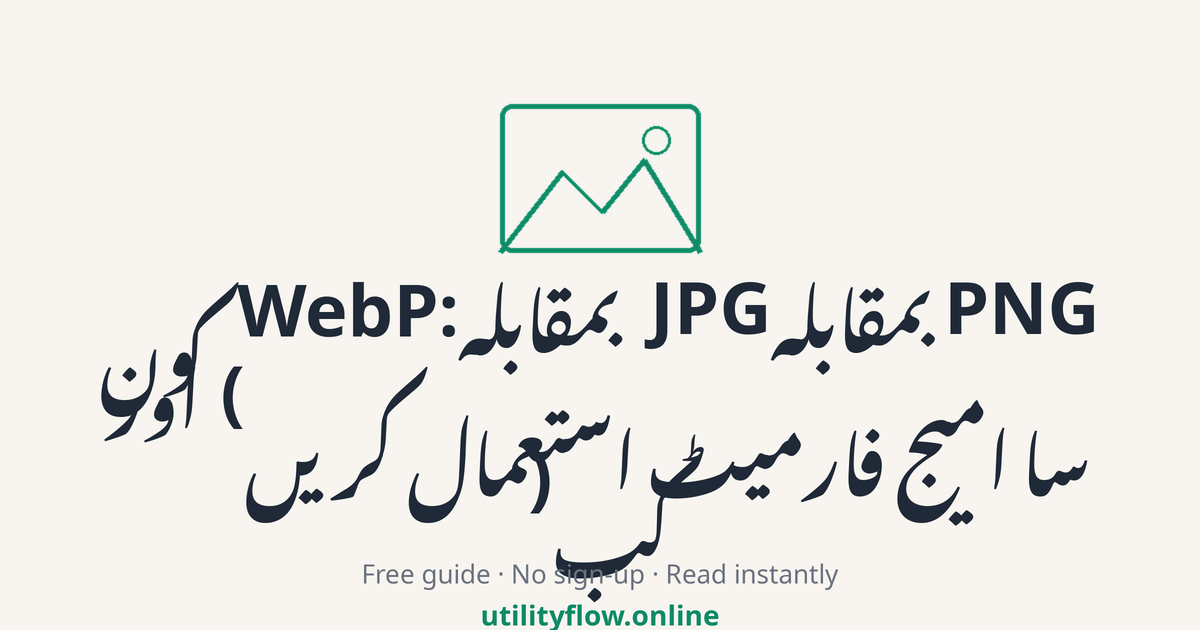 PNG بمقابلہ JPG بمقابلہ WebP: کون
سا امیج فارمیٹ استعمال کریں (اور
کب)
Free guide · No sign-up · Read instantly
utilityflow.online